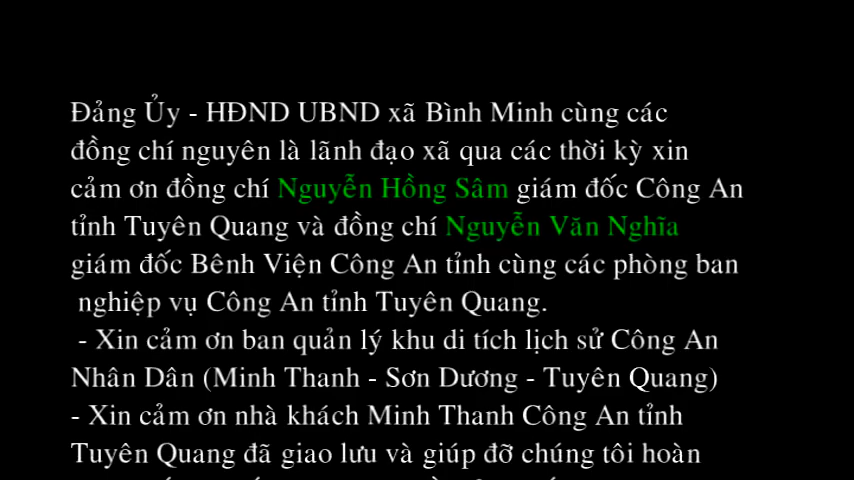 Đảng Ủy - HĐND UBND xã Bình Minh cùng các
đồng chí nguyên là lãnh đạo xã qua các thời kỳ xin
cảm ơn đồng chí Nguyễn Hồng Sâm giám đốc Công An
tỉnh Tuyên Quang và đồng chí Nguyễn Văn Nghĩa
giám đốc Bênh Viện Công An tỉnh cùng các phòng ban
nghiệp vụ Công An tỉnh Tuyên Quang.
- Xin cảm ơn ban quản lý khu di tích lịch sử Công An
Nhân Dân (Minh Thanh - Sơn Dương - Tuyên Quang)
- Xin cảm ơn nhà khách Minh Thanh Công An tỉnh
Tuyên Quang đã giao lưu và giúp đỡ chúng tôi hoàn